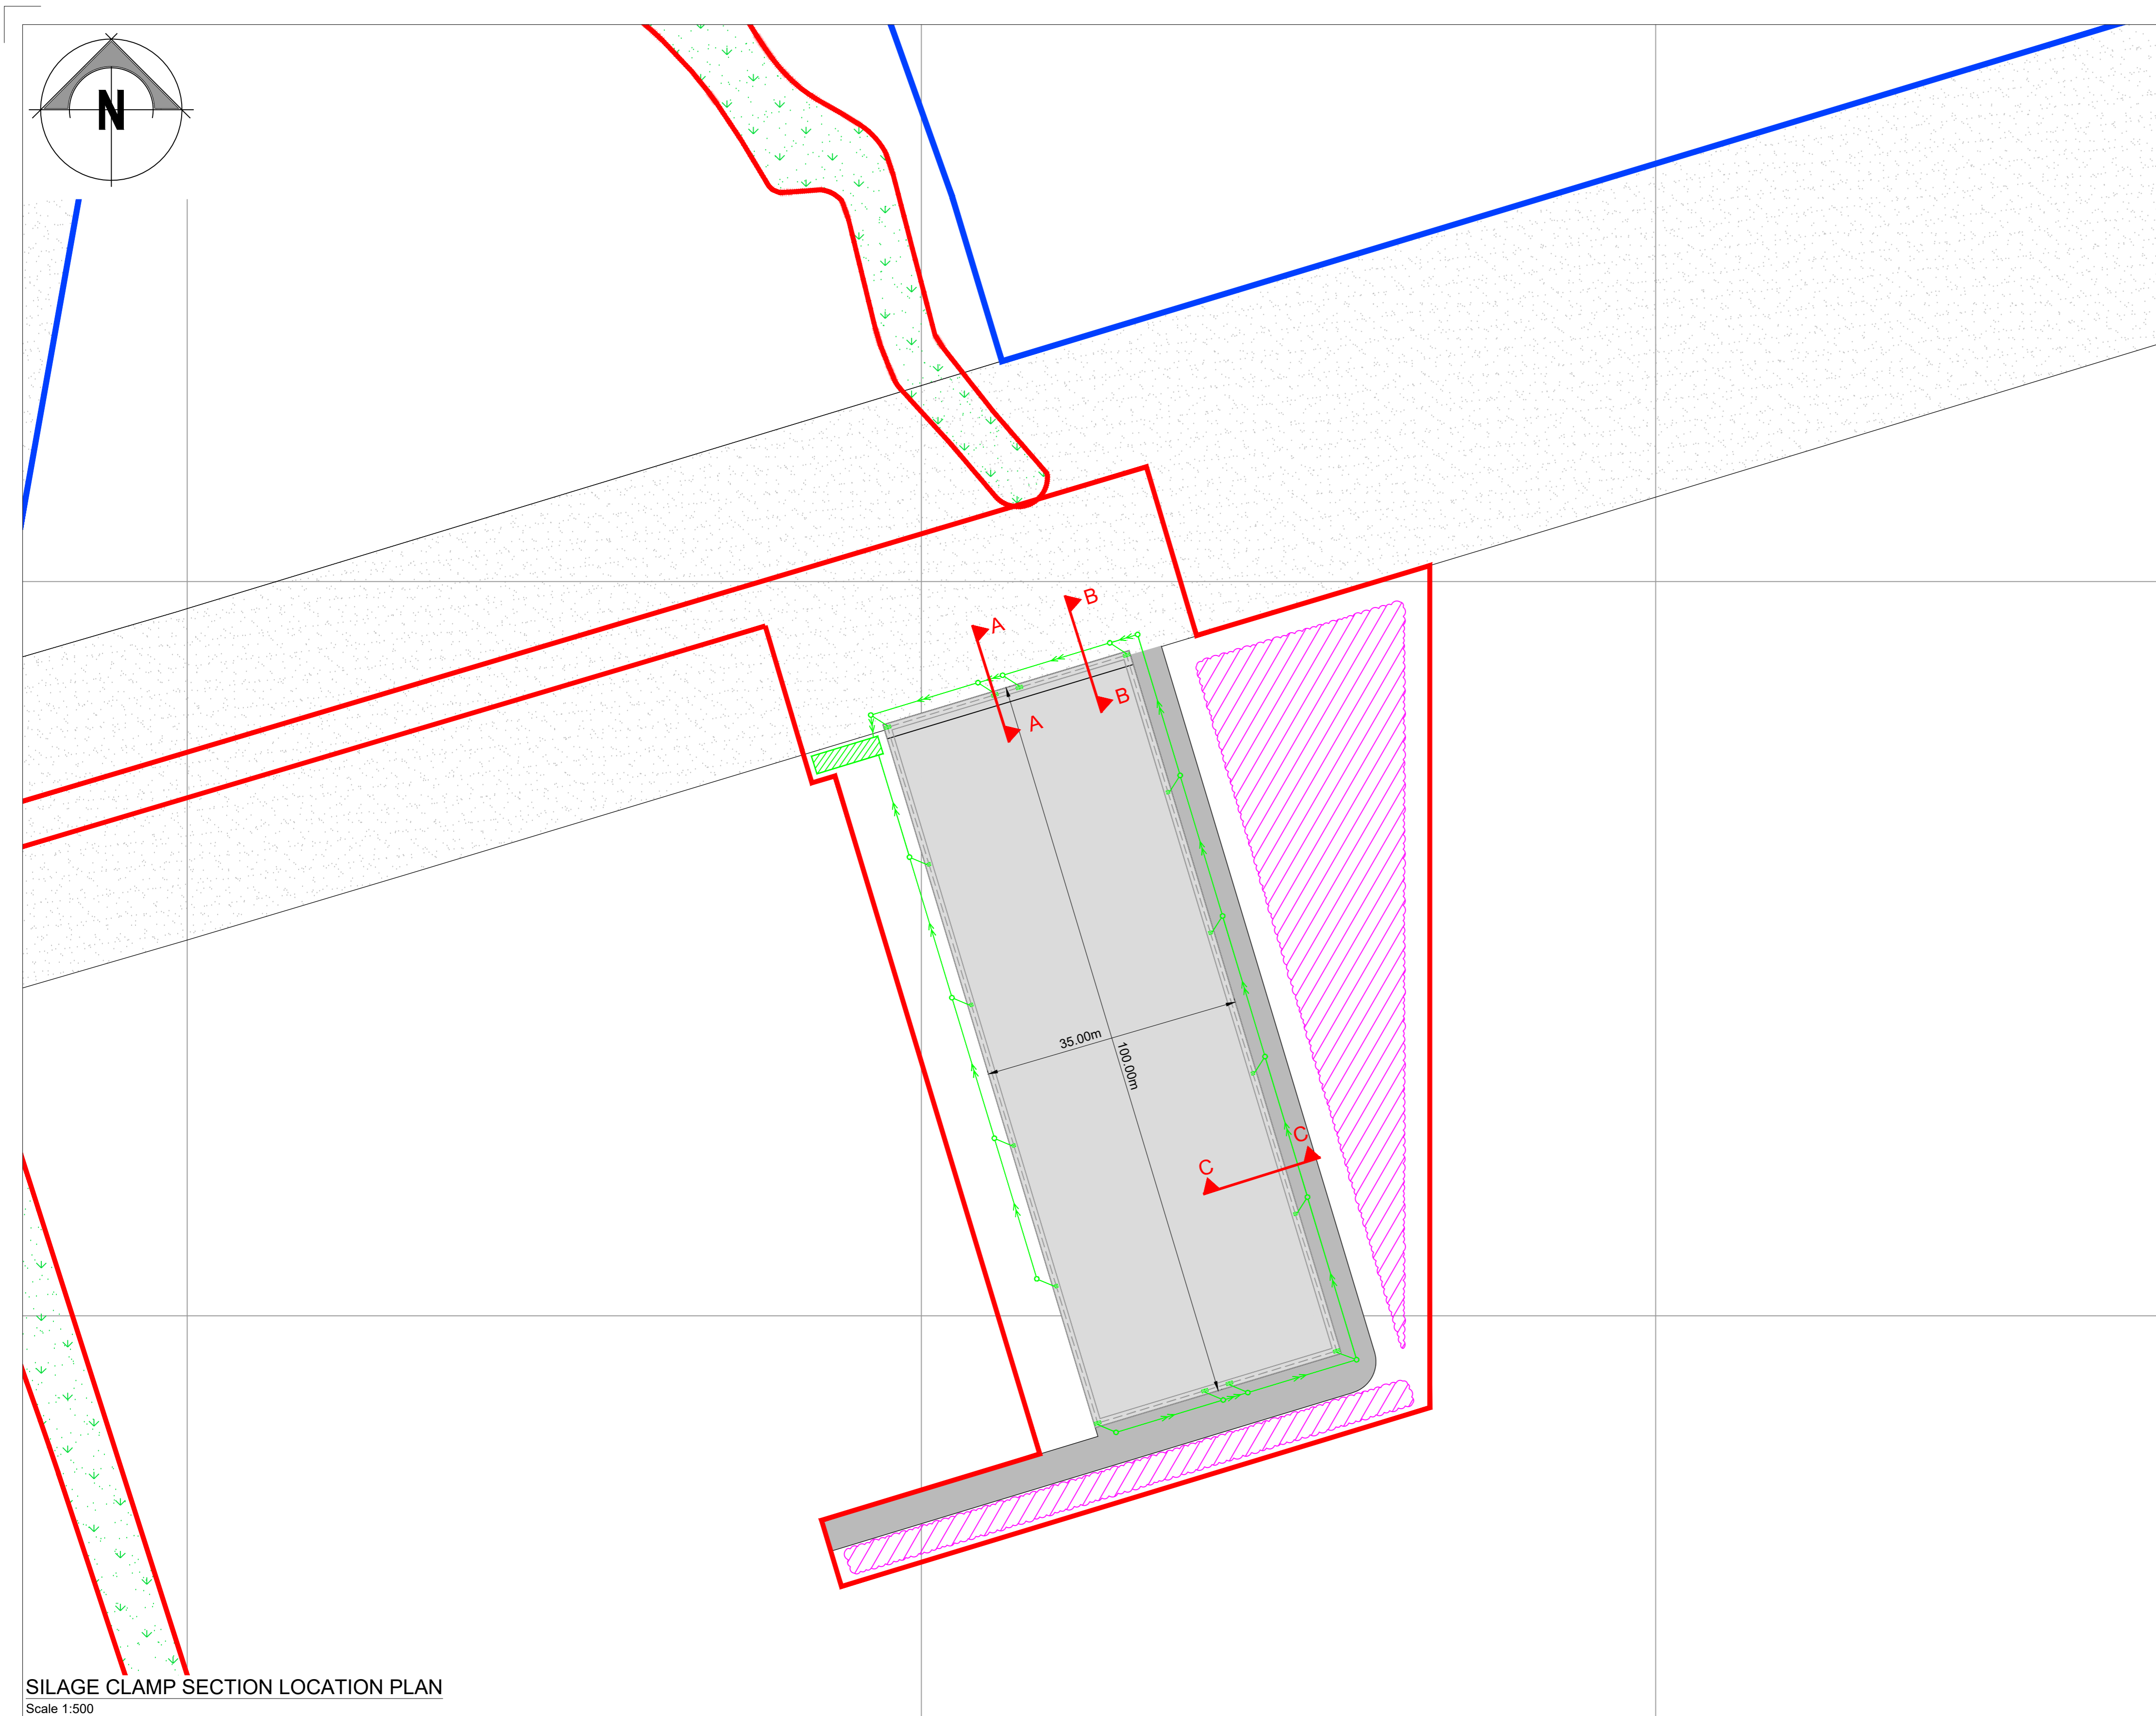 N
B
A
B
A
35.00m
100.00m
C
C
SILAGE CLAMP SECTION LOCATION PLAN
Scale 1:500